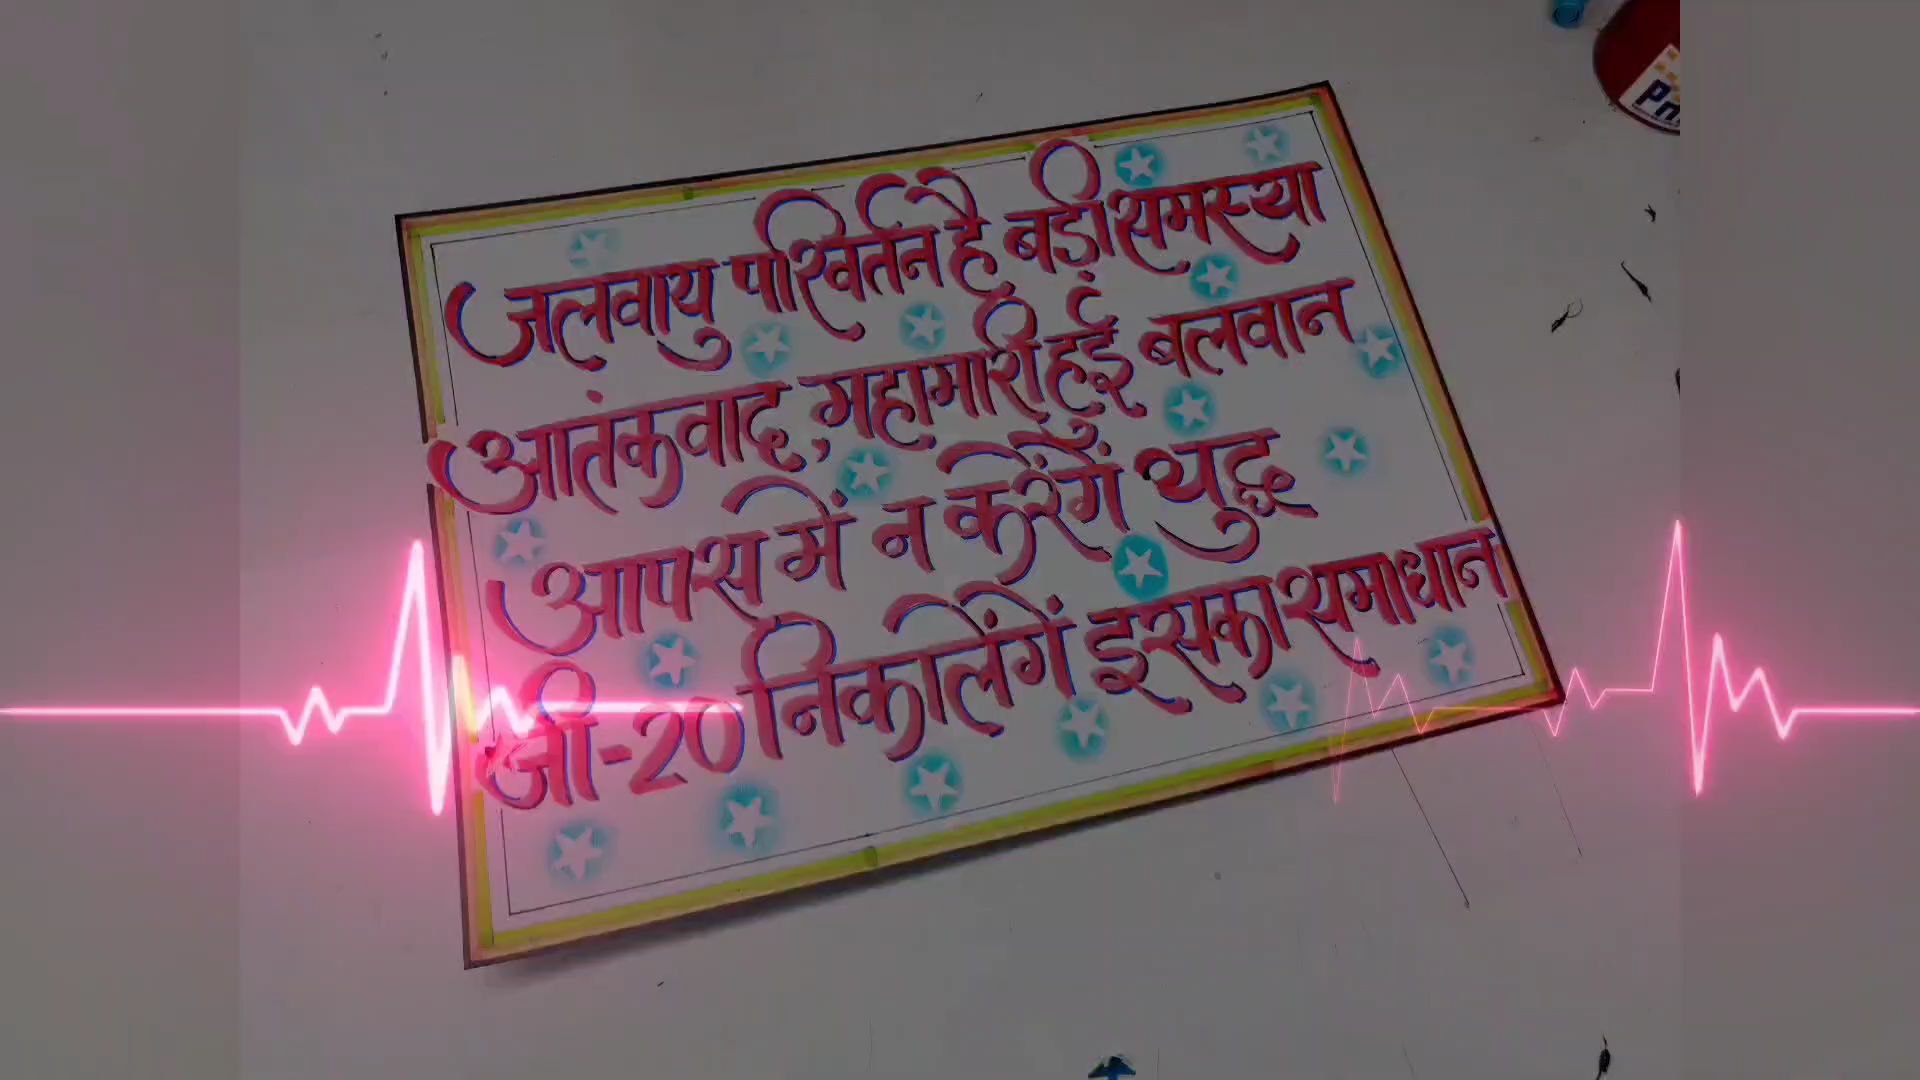 जलवायु परिवर्तन है बड़ी समस्या
आतंकवाद, महामारी हुई बलवान
आपस में न करेंगें युद्ध
जी-20 निकालेंगें इसका समाधान